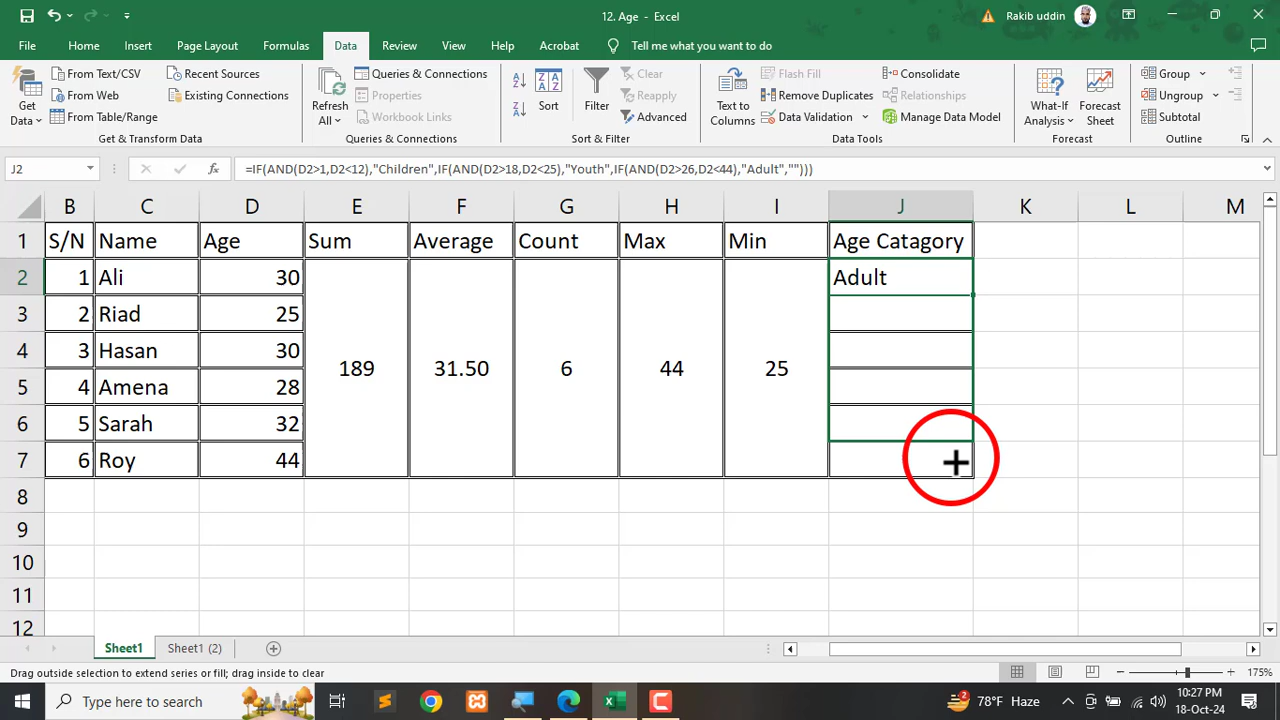 12. Age - Excel
Rakib uddin
File Home Insert Page Layout Formulas Data Review View Help Acrobat Tell me what you want to do
Get Data
From Text/CSV
From Web
From Table/Range
Recent Sources
Existing Connections
Get & Transform Data
Refresh All
Queries & Connections
Properties
Workbook Links
Queries & Connections
Sort
Filter
Clear
Reapply
Advanced
Sort & Filter
Text to Columns
Flash Fill
Remove Duplicates
Data Validation
Consolidate
Relationships
Manage Data Model
Data Tools
What-If Analysis
Forecast Sheet
Forecast
Group
Ungroup
Subtotal
Outline
J2 fx =IF(AND(D2>1,D2<12),"Children",IF(AND(D2>18,D2<25),"Youth",IF(AND(D2>26,D2<44),"Adult","")))
B C D E F G H I J K L M
1 S/N Name Age Sum Average Count Max Min Age Catagory
2 1 Ali 30 Adult
3 2 Riad 25
4 3 Hasan 30
189 31.50 6 44 25
5 4 Amena 28
6 5 Sarah 32
7 6 Roy 44
8
9
10
11
12
Sheet1 Sheet1 (2)
Drag outside selection to extend series or fill; drag inside to clear
175%
Type here to search
2
78°F Haze
10:27 PM
18-Oct-24